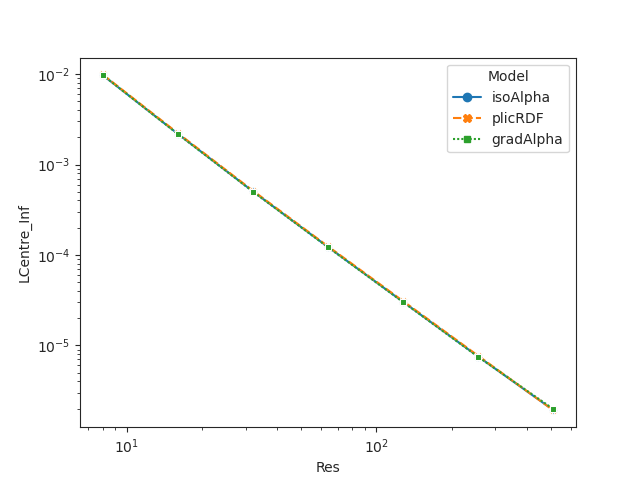 10⁻²
10⁻³
10⁻⁴
10⁻⁵
LCentre_Inf
Model
isoAlpha
plicRDF
gradAlpha
10¹
10²
Res